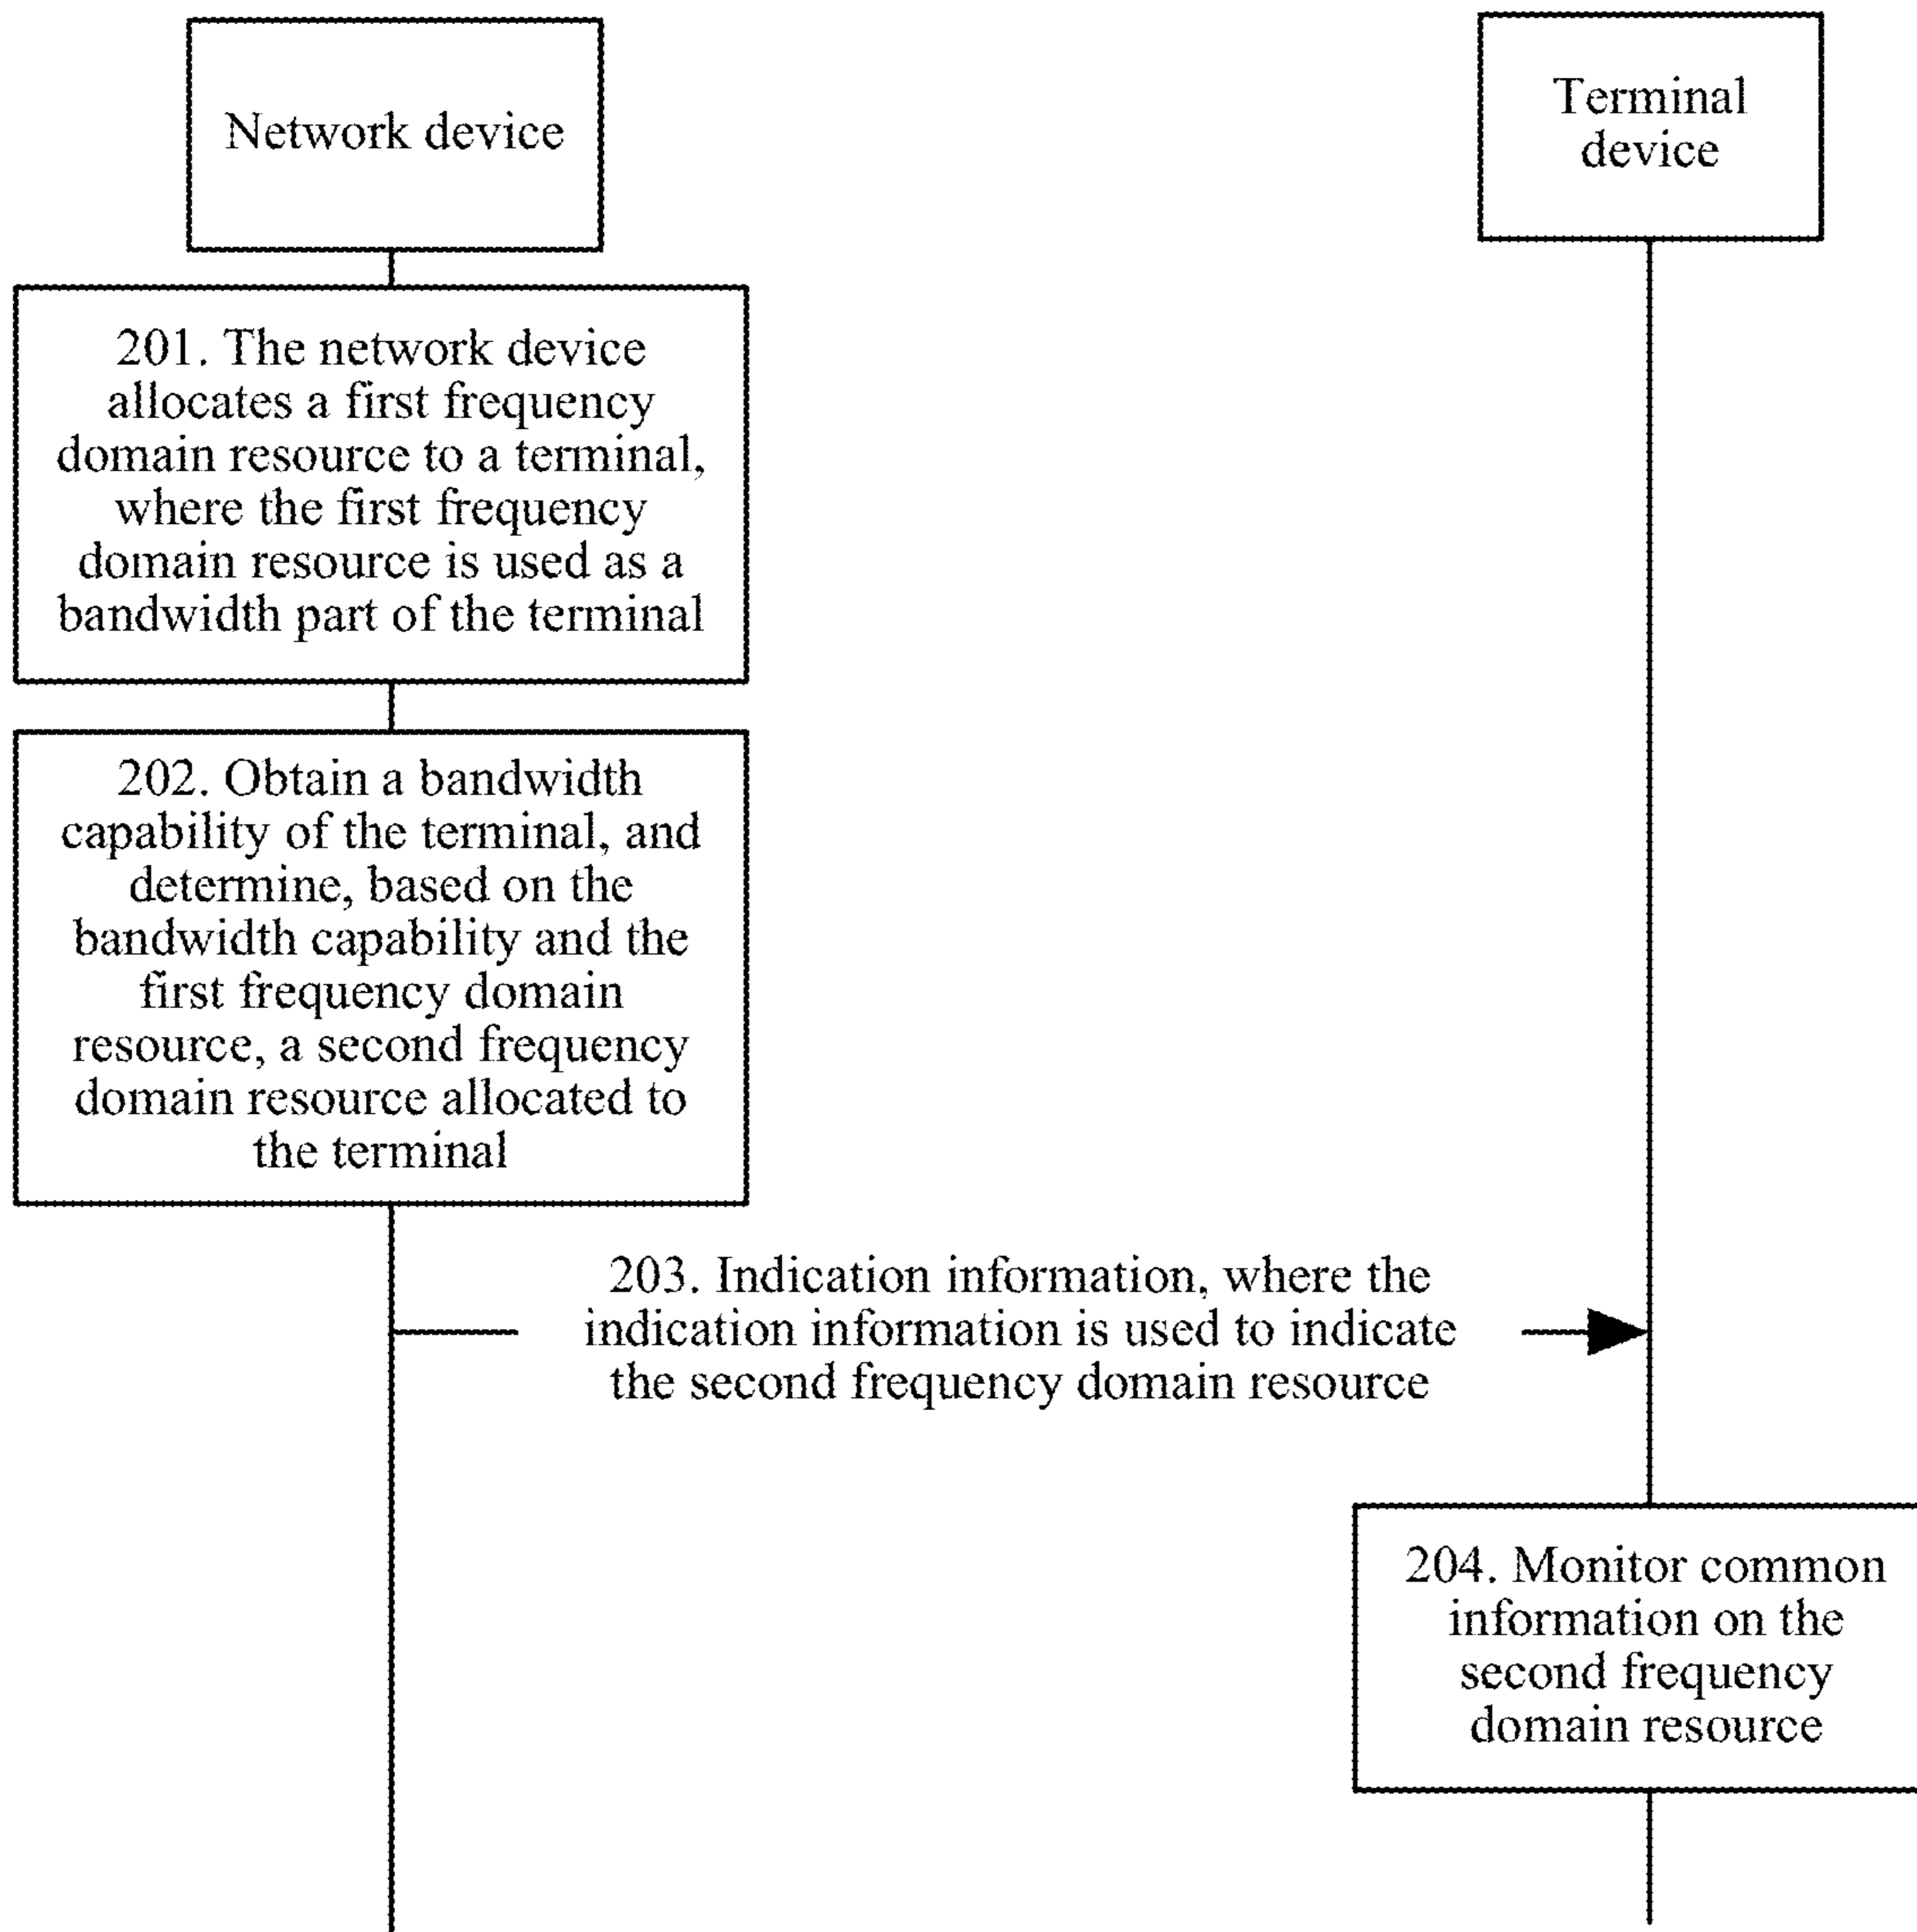 Network device
Terminal
device
201. The network device
allocates a first frequency
domain resource to a terminal,
where the first frequency
domain resource is used as a
bandwidth part of the terminal
202. Obtain a bandwidth
capability of the terminal, and
determine, based on the
bandwidth capability and the
first frequency domain
resource, a second frequency
domain resource allocated to
the terminal
203. Indication information, where the
indication information is used to indicate
the second frequency domain resource
204. Monitor common
information on the
second frequency
domain resource